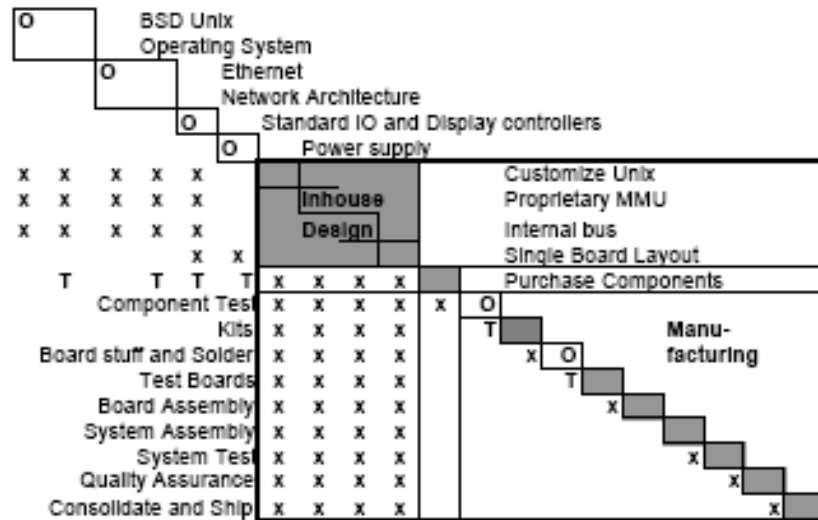 O BSD Unix
Operating System
O Ethernet
Network Architecture
O Standard IO and Display controllers
O Power supply
x x x x x Customize Unix
x x x x x Inhouse Proprietary MMU
x x x x x Design Internal bus
x x Single Board Layout
T T T T x x x x Purchase Components
Component Test x x x x x O
Kits x x x x T Manu-
Board stuff and Solder x x x x x O facturing
Test Boards x x x x T
Board Assembly x x x x x
System Assembly x x x x
System Test x x x x x
Quality Assurance x x x x x
Consolidate and Ship x x x x x